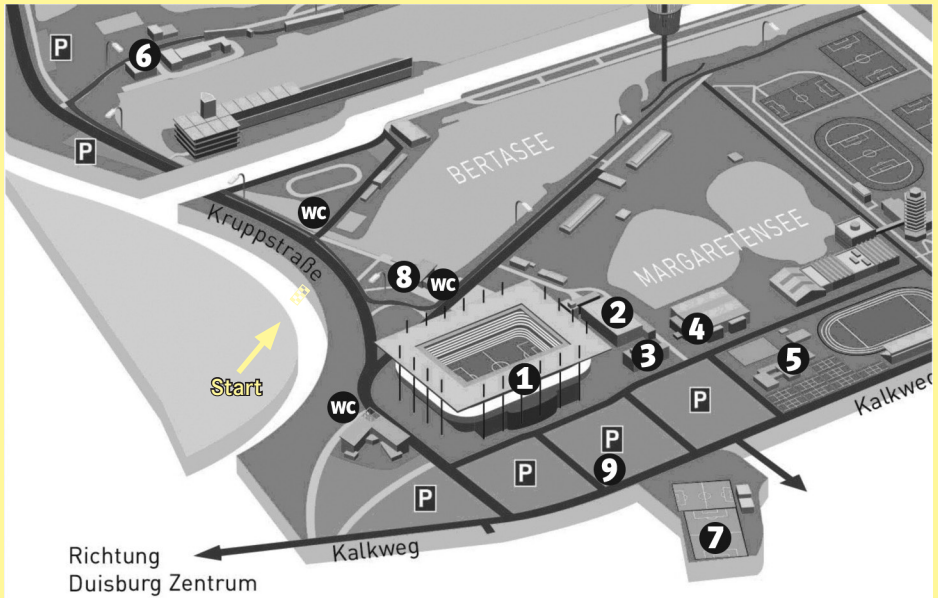 P
6
P
BERTASEE
WC
Kruppstraße
MARGARETENSEE
8
WC
2
4
3
5
1
Start
WC
P
Kalkweg
P
9
P
P
7
Kalkweg
Richtung
Duisburg Zentrum